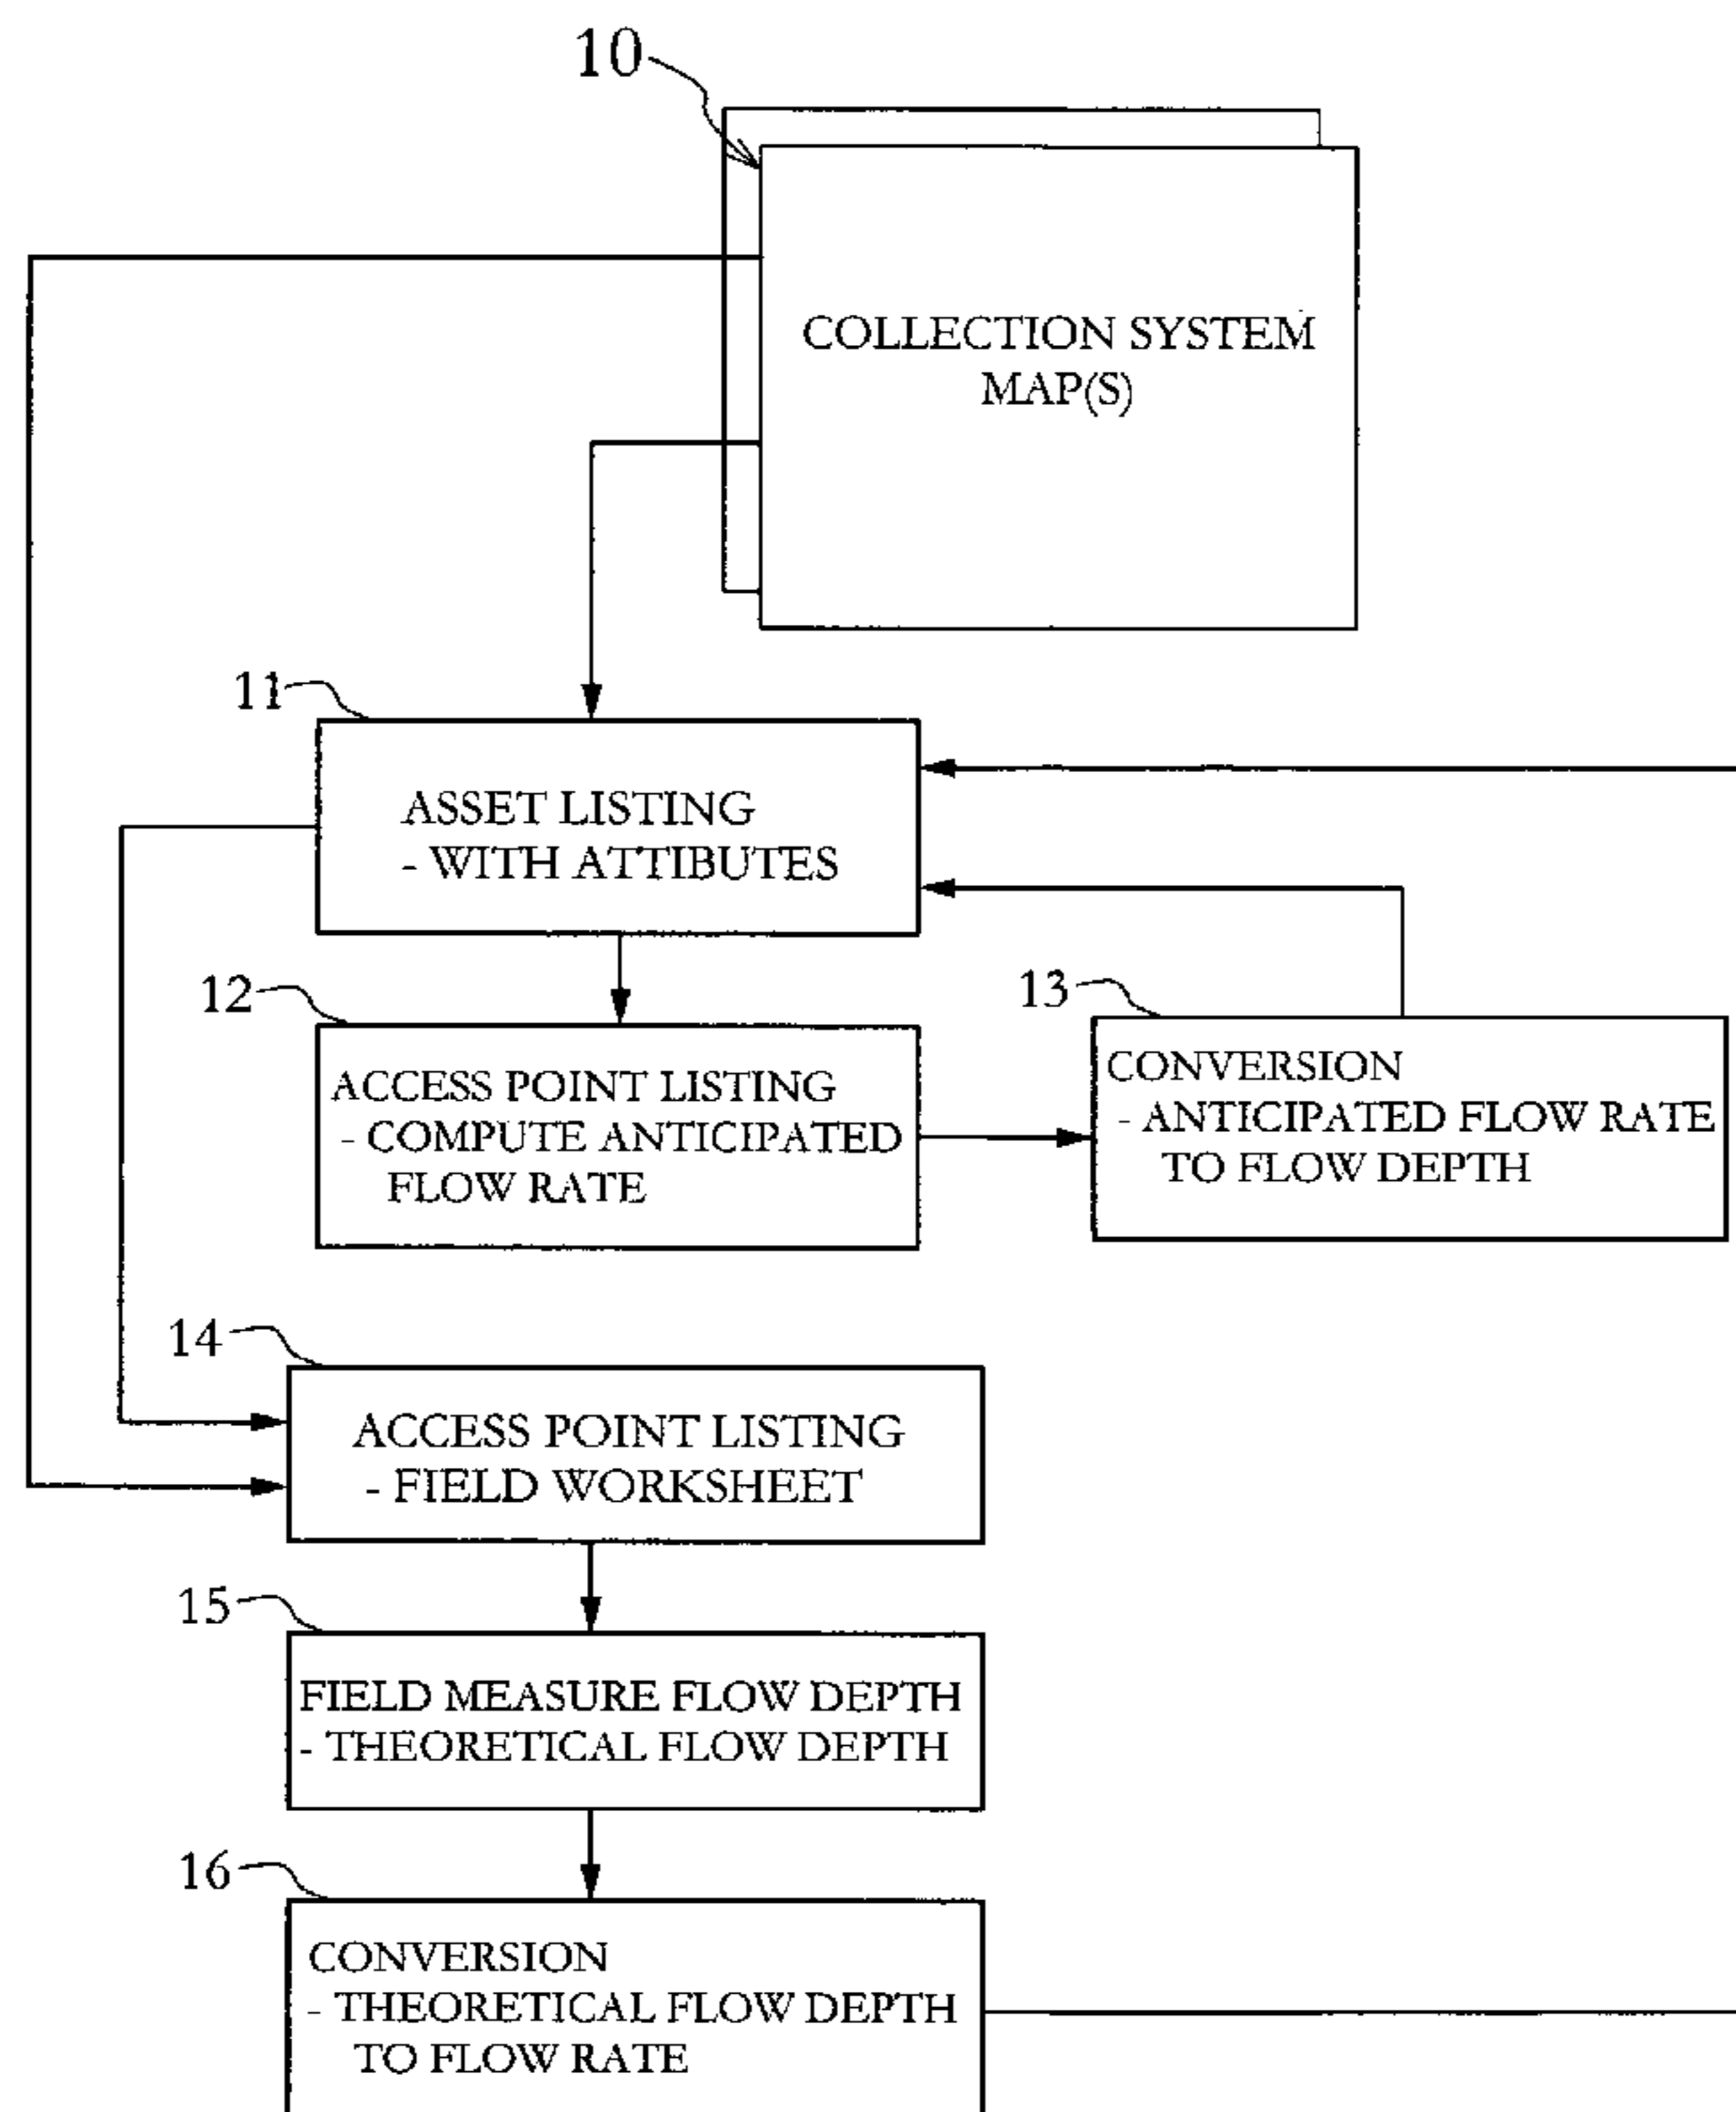 10
COLLECTION SYSTEM
MAP(S)
11
ASSET LISTING
- WITH ATTIBUTES
12
ACCESS POINT LISTING
- COMPUTE ANTICIPATED
FLOW RATE
13
CONVERSION
- ANTICIPATED FLOW RATE
TO FLOW DEPTH
14
ACCESS POINT LISTING
- FIELD WORKSHEET
15
FIELD MEASURE FLOW DEPTH
- THEORETICAL FLOW DEPTH
16
CONVERSION
- THEORETICAL FLOW DEPTH
TO FLOW RATE